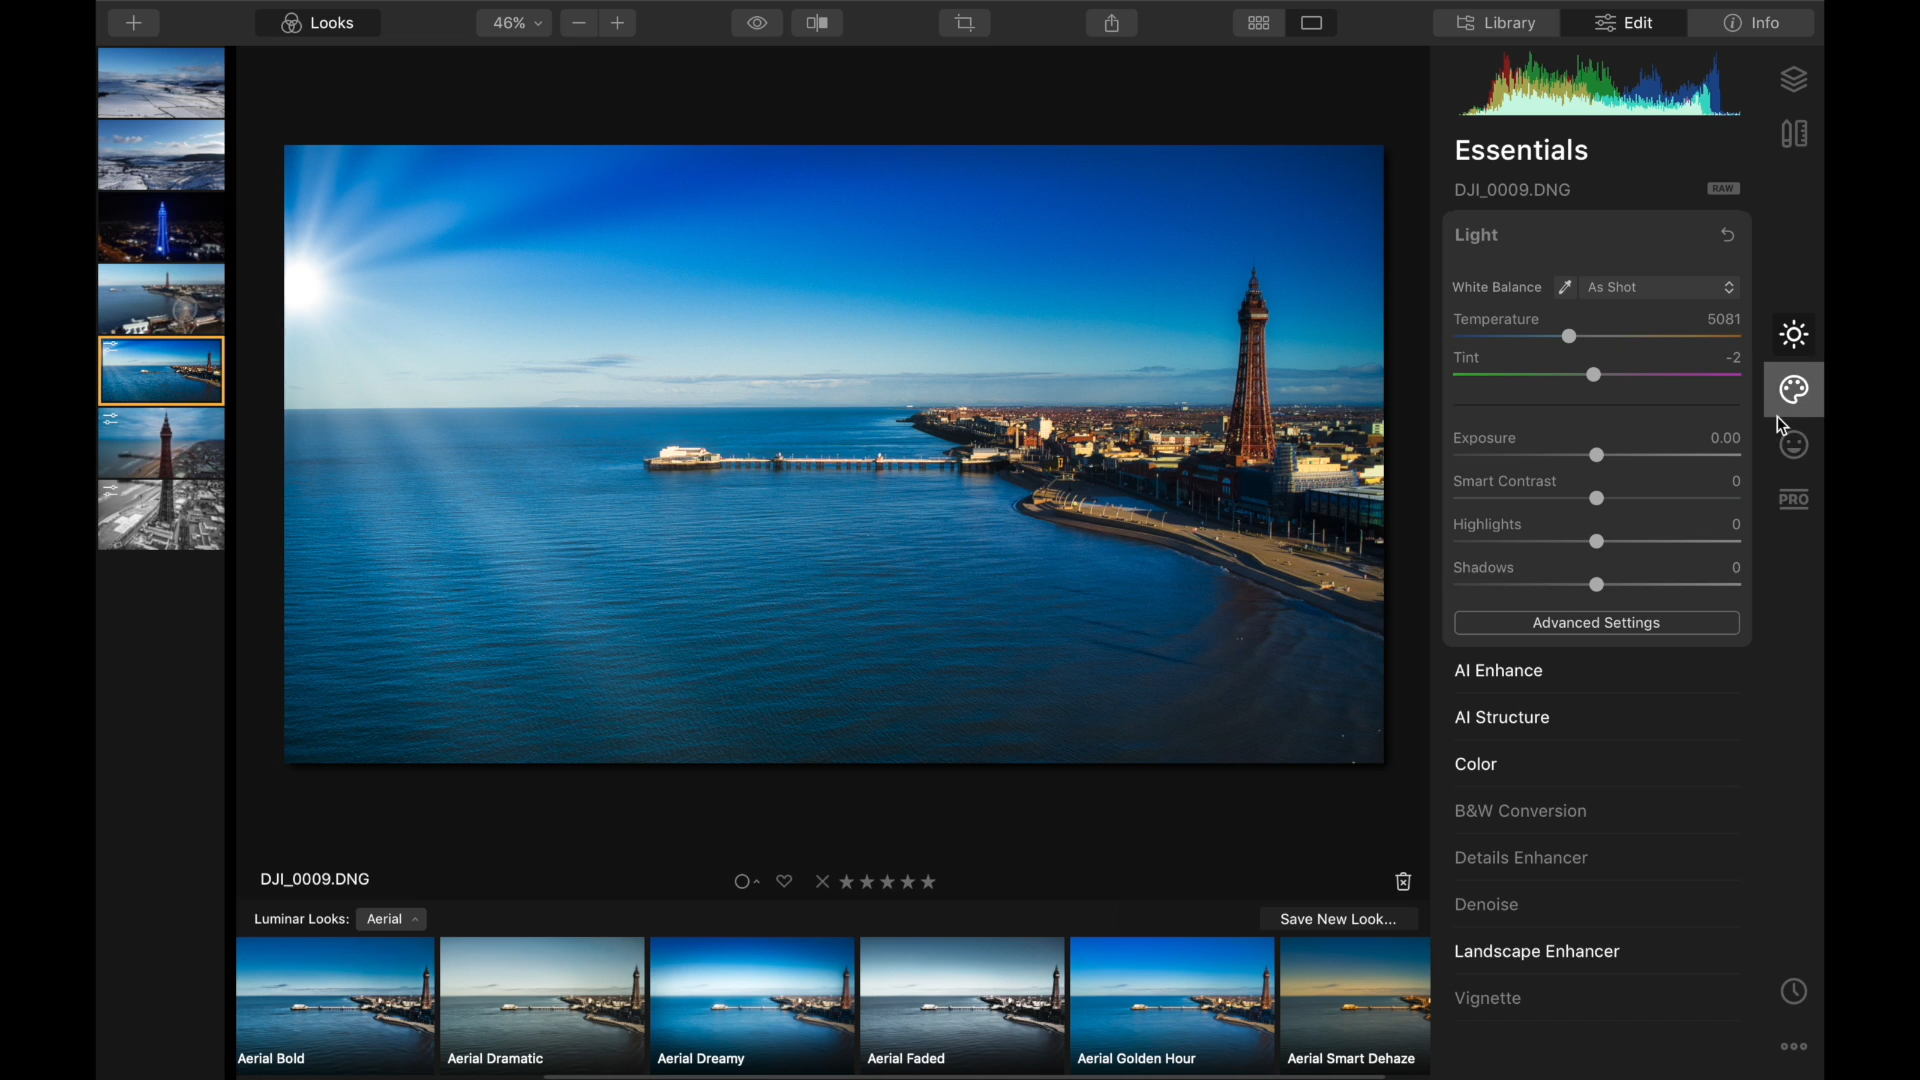 Looks
46%
Library
Edit
Info
Essentials
DJI_0009.DNG
RAW
Light
White Balance
As Shot
Temperature
5081
Tint
-2
Exposure
0.00
Smart Contrast
0
Highlights
0
Shadows
0
Advanced Settings
AI Enhance
AI Structure
Color
B&W Conversion
Details Enhancer
Denoise
Landscape Enhancer
Vignette
PRO
DJI_0009.DNG
Luminar Looks:
Aerial
Save New Look...
Aerial Bold
Aerial Dramatic
Aerial Dreamy
Aerial Faded
Aerial Golden Hour
Aerial Smart Dehaze